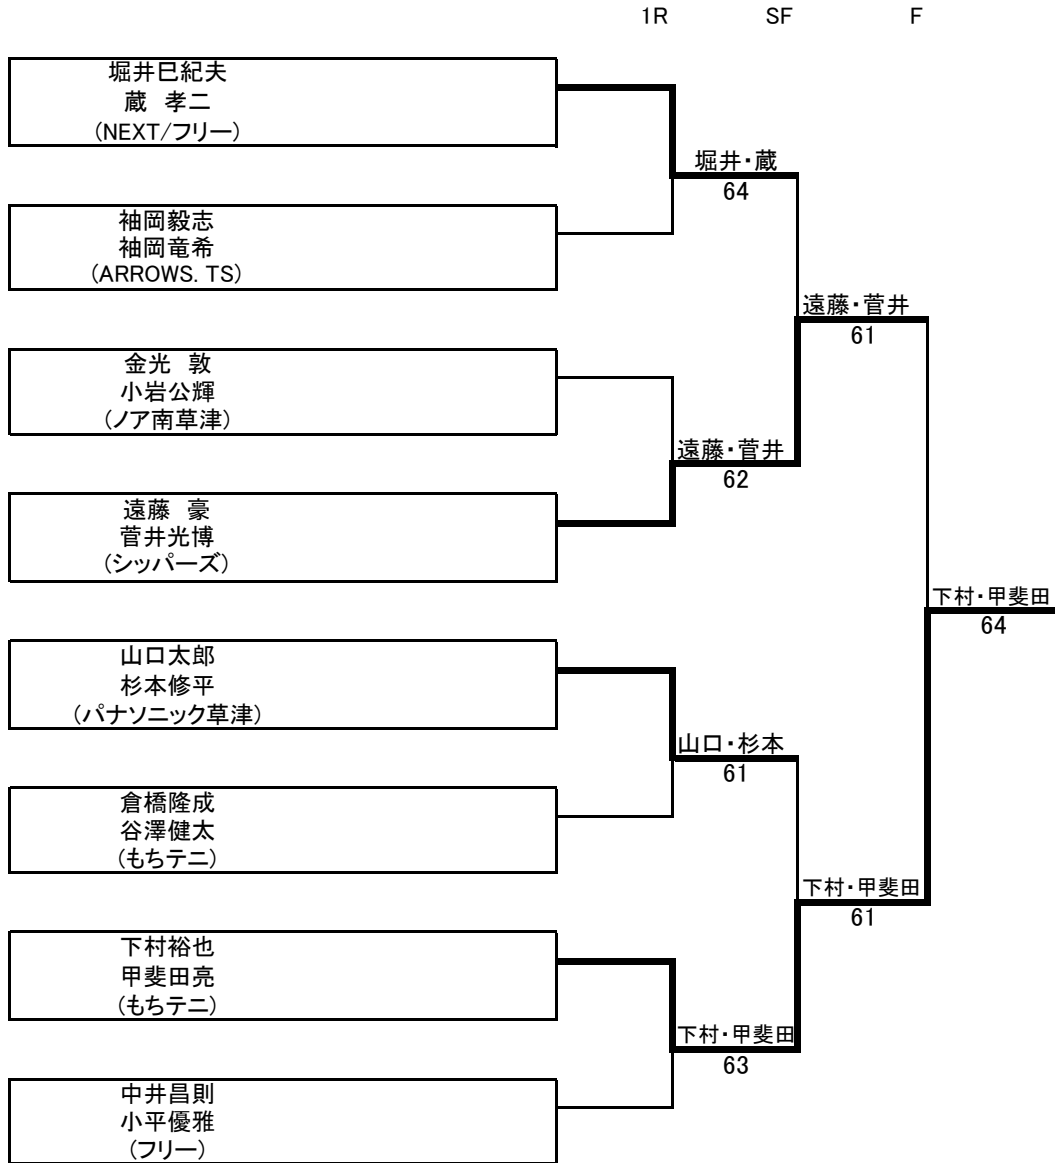 1R SF F
堀井巳紀夫
蔵 孝二
(NEXT/フリー)
堀井・蔵
64
袖岡毅志
袖岡竜希
(ARROWS. TS)
遠藤・菅井
61
金光 敦
小岩公輝
(ノア南草津)
遠藤・菅井
62
遠藤 豪
菅井光博
(シッパーズ)
下村・甲斐田
64
山口太郎
杉本修平
(パナソニック草津)
山口・杉本
61
倉橋隆成
谷澤健太
(もちテニ)
下村・甲斐田
61
下村裕也
甲斐田亮
(もちテニ)
下村・甲斐田
63
中井昌則
小平優雅
(フリー)